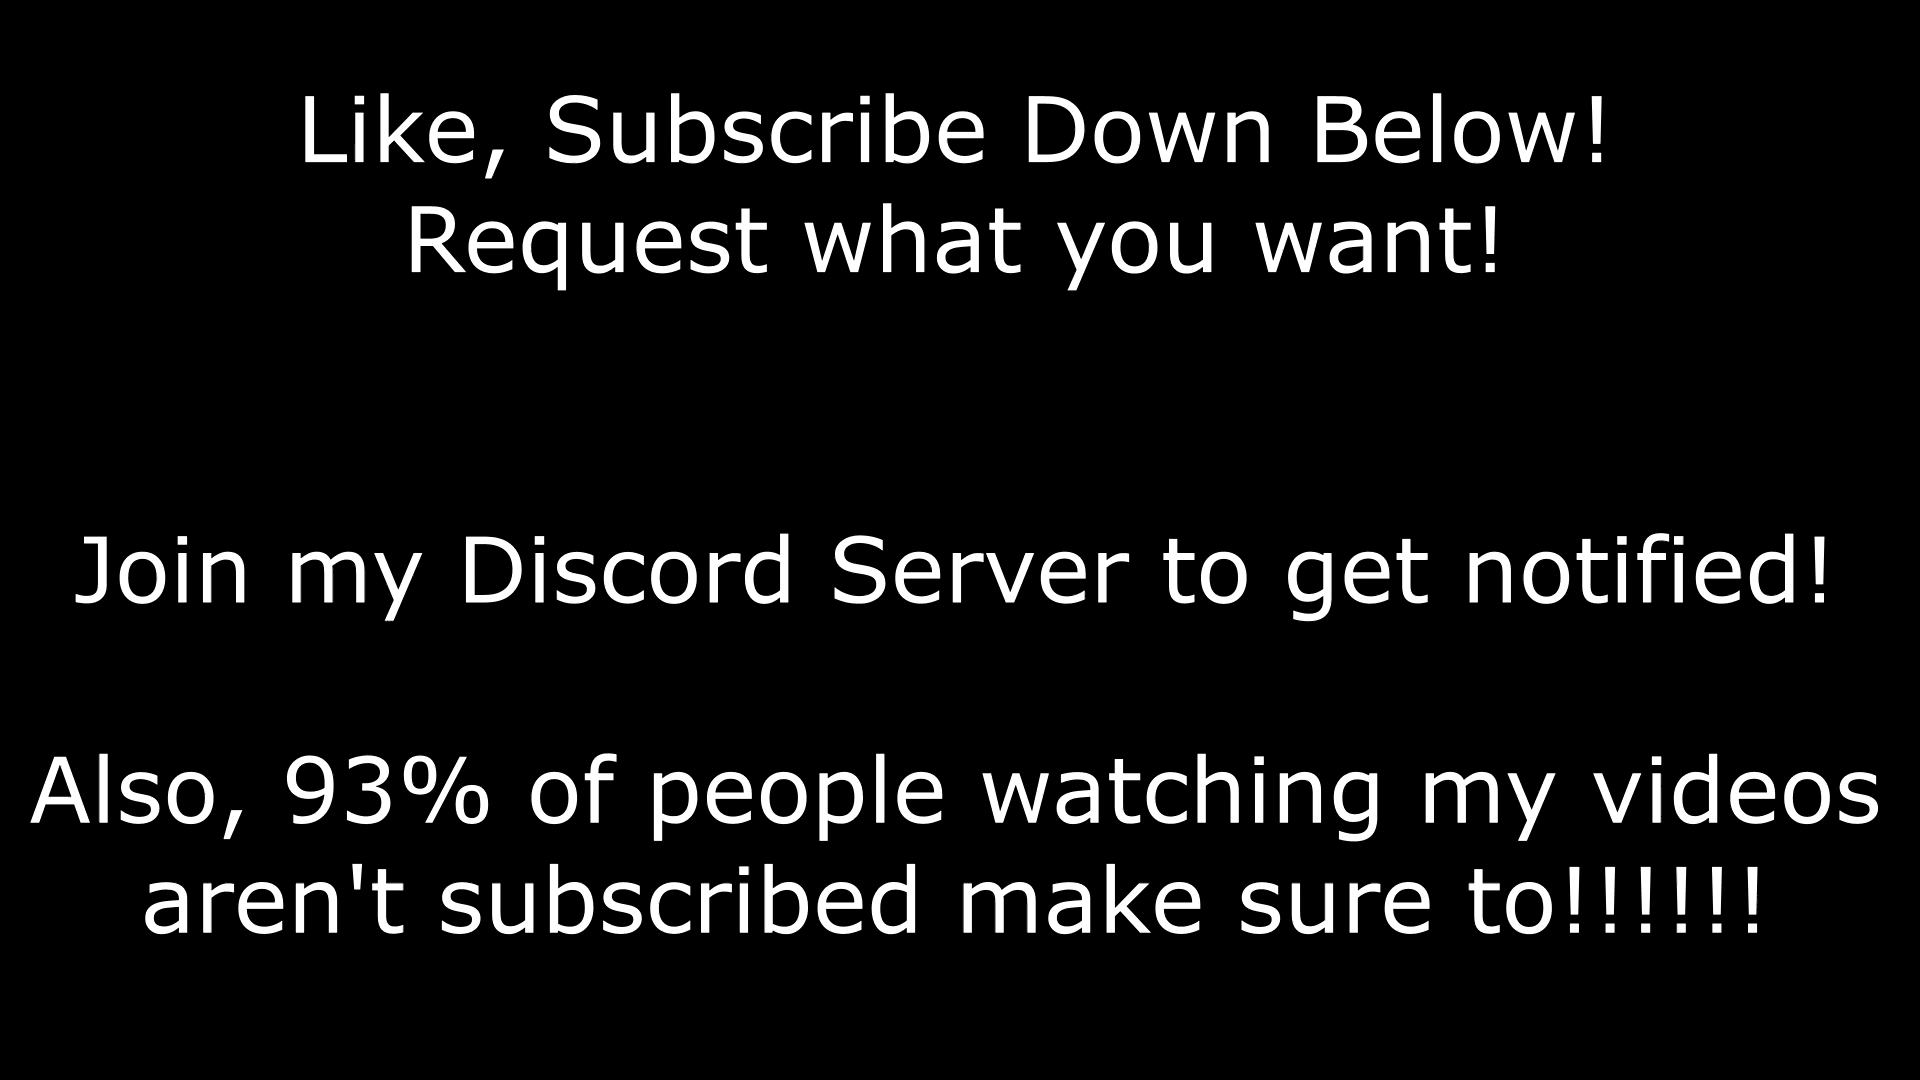 Like, Subscribe Down Below!
Request what you want!
Join my Discord Server to get notified!
Also, 93% of people watching my videos
aren't subscribed make sure to!!!!!!